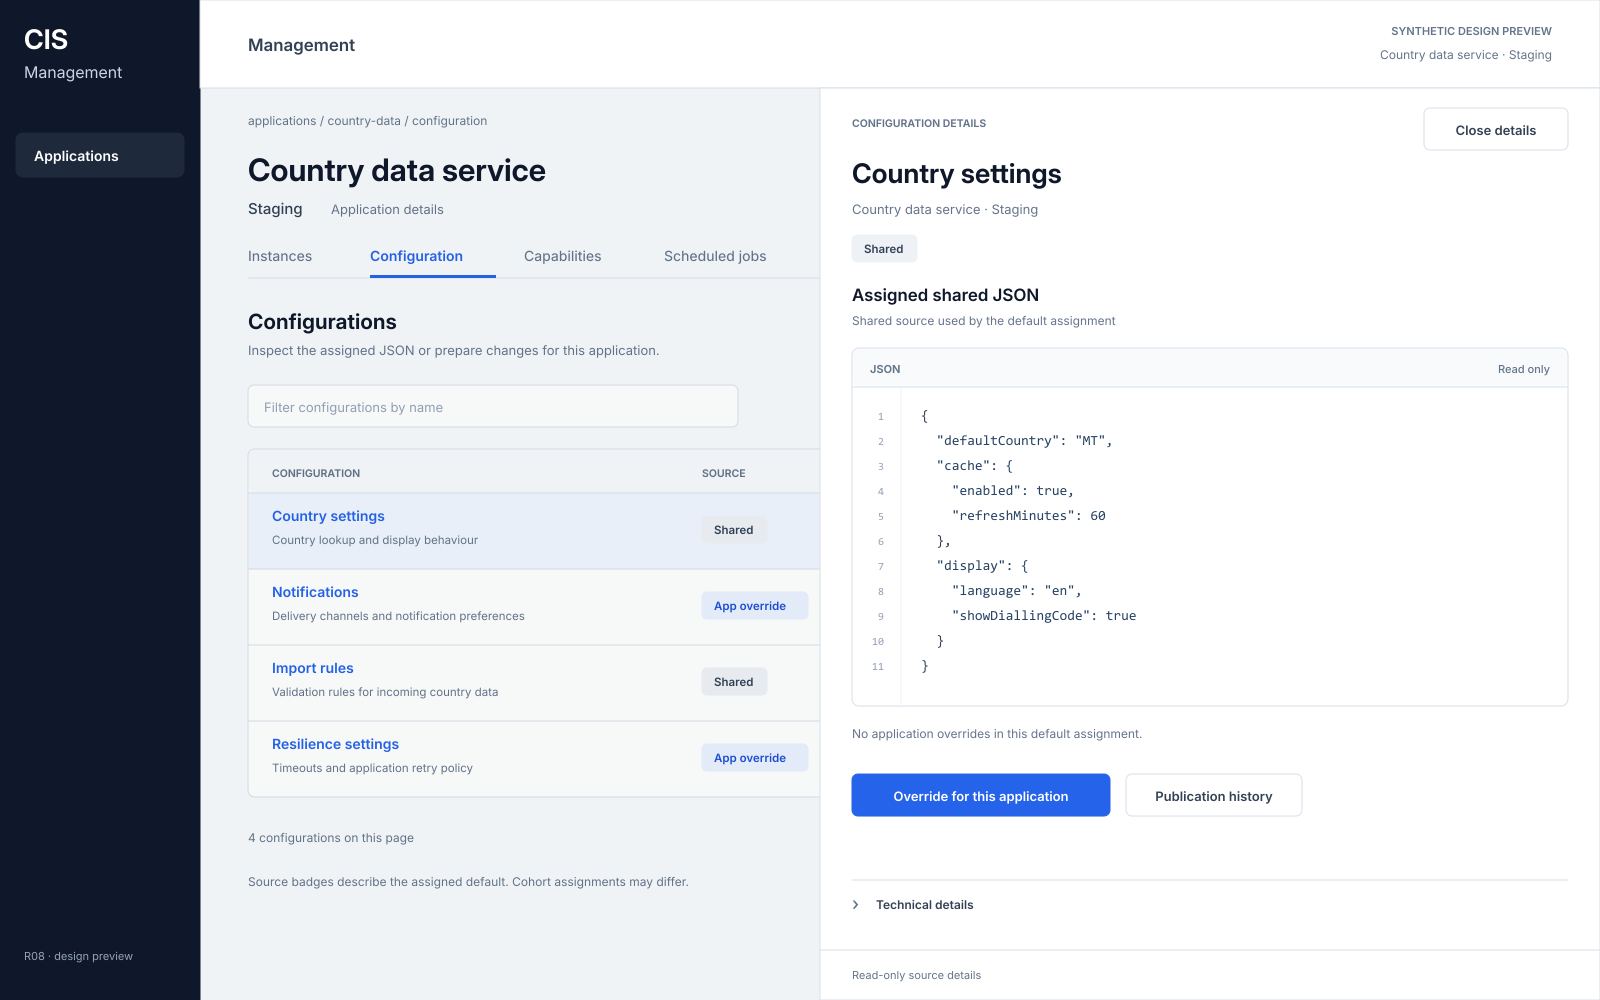 CIS
Management
Applications
R08 · design preview
Management
SYNTHETIC DESIGN PREVIEW
Country data service · Staging
applications / country-data / configuration
Country data service
Staging Application details
Instances Configuration Capabilities Scheduled jobs
Configurations
Inspect the assigned JSON or prepare changes for this application.
Filter configurations by name
CONFIGURATION SOURCE
Country settings
Country lookup and display behaviour
Shared
Notifications
Delivery channels and notification preferences
App override
Import rules
Validation rules for incoming country data
Shared
Resilience settings
Timeouts and application retry policy
App override
4 configurations on this page
Source badges describe the assigned default. Cohort assignments may differ.
CONFIGURATION DETAILS
Close details
Country settings
Country data service · Staging
Shared
Assigned shared JSON
Shared source used by the default assignment
JSON Read only
1 {
2 "defaultCountry": "MT",
3 "cache": {
4 "enabled": true,
5 "refreshMinutes": 60
6 },
7 "display": {
8 "language": "en",
9 "showDiallingCode": true
10 }
11 }
No application overrides in this default assignment.
Override for this application Publication history
Technical details
Read-only source details